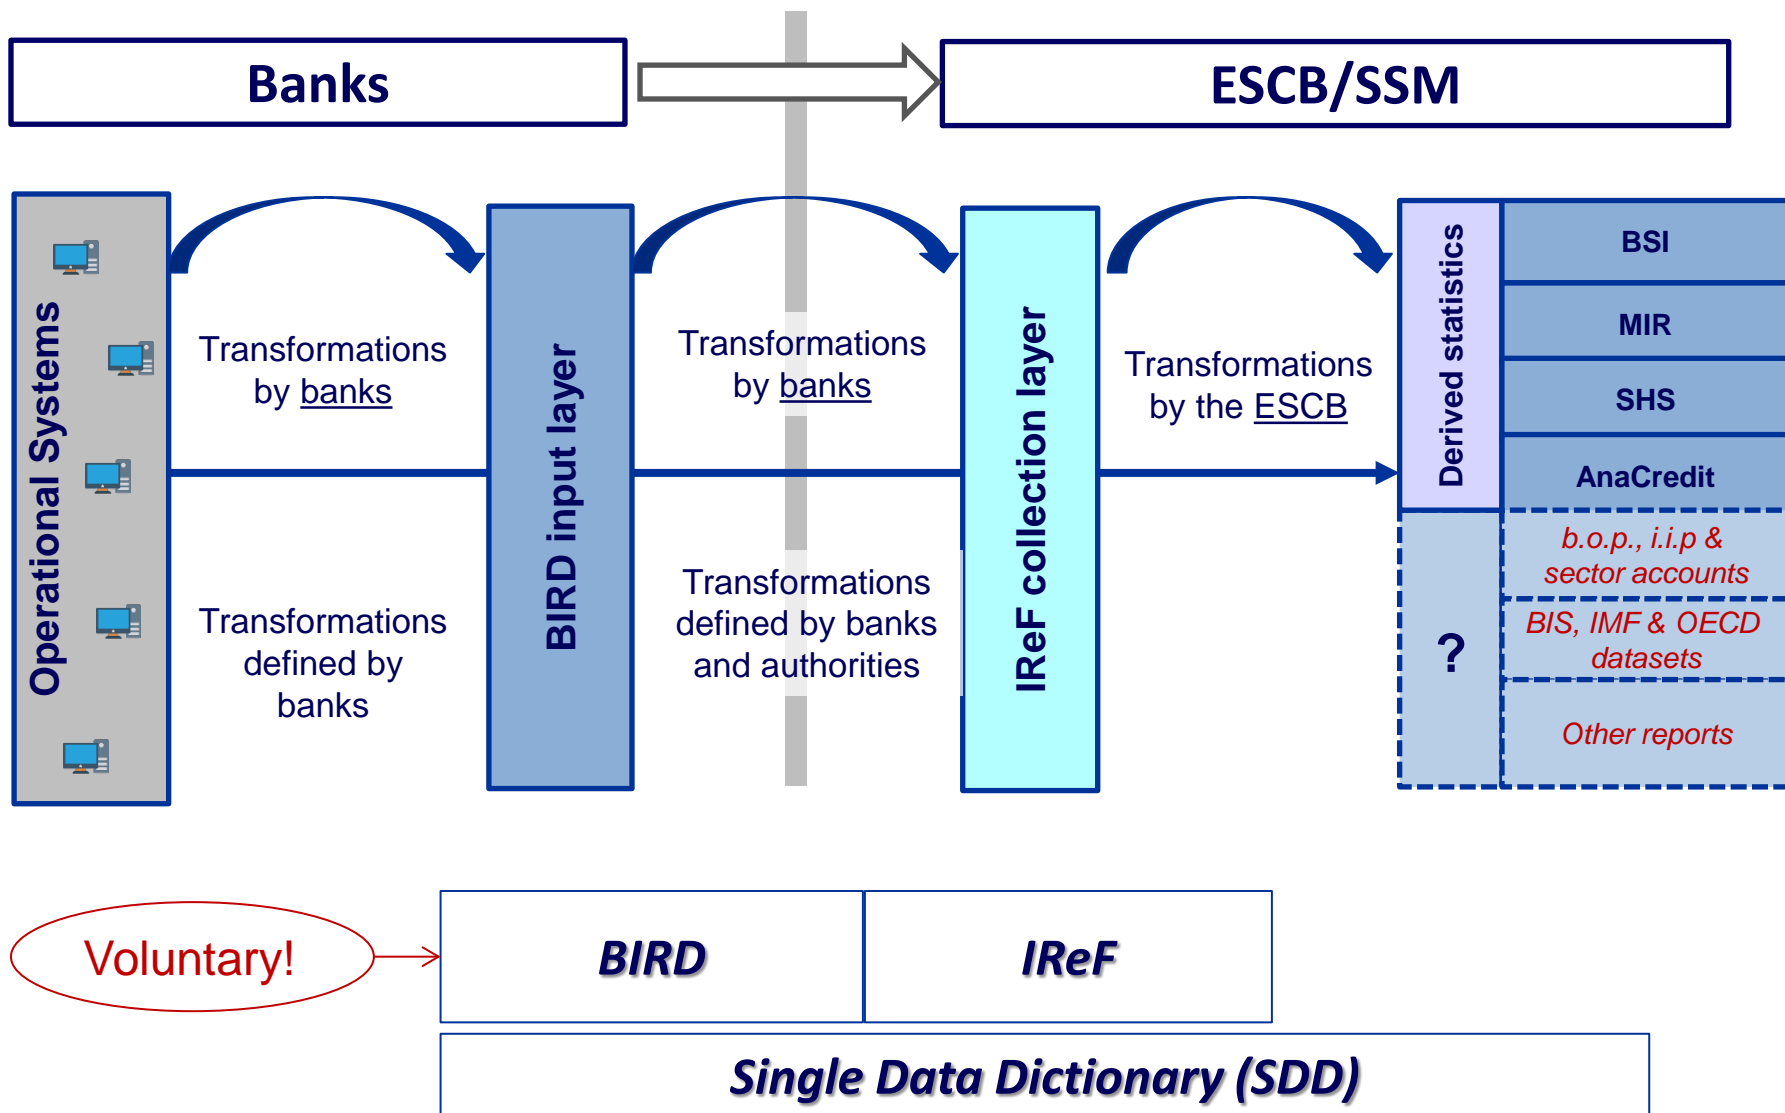 Banks
ESCB/SSM
Operational Systems
Transformations
by banks
Transformations
defined by
banks
BIRD input layer
Transformations
by banks
Transformations
defined by banks
and authorities
IReF collection layer
Transformations
by the ESCB
Derived statistics
?
BSI
MIR
SHS
AnaCredit
b.o.p., i.i.p &
sector accounts
BIS, IMF & OECD
datasets
Other reports
Voluntary!
BIRD
IReF
Single Data Dictionary (SDD)